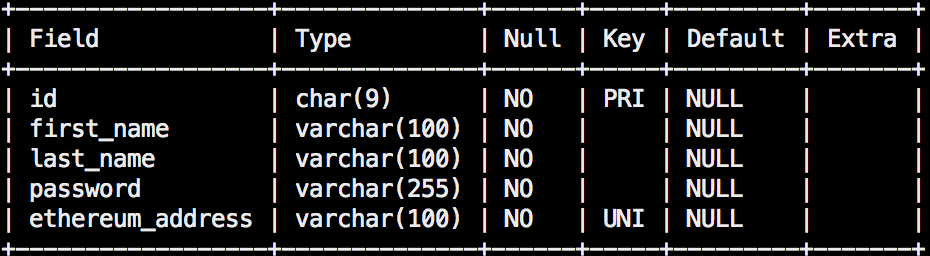 +--------------------+--------------+------+-----+---------+-------+
| Field              | Type         | Null | Key | Default | Extra |
+--------------------+--------------+------+-----+---------+-------+
| id                 | char(9)      | NO   | PRI | NULL    |       |
| first_name         | varchar(100) | NO   |     | NULL    |       |
| last_name          | varchar(100) | NO   |     | NULL    |       |
| password           | varchar(255) | NO   |     | NULL    |       |
| ethereum_address   | varchar(100) | NO   | UNI | NULL    |       |
+--------------------+--------------+------+-----+---------+-------+